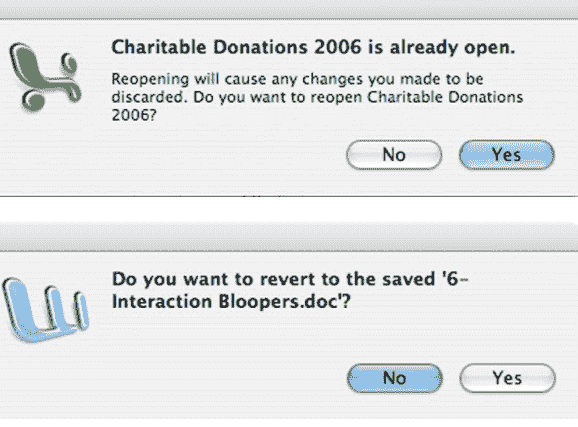 Charitable Donations 2006 is already open.
Reopening will cause any changes you made to be
discarded. Do you want to reopen Charitable Donations
2006?
No Yes
Do you want to revert to the saved '6-
Interaction Bloopers.doc'?
No Yes